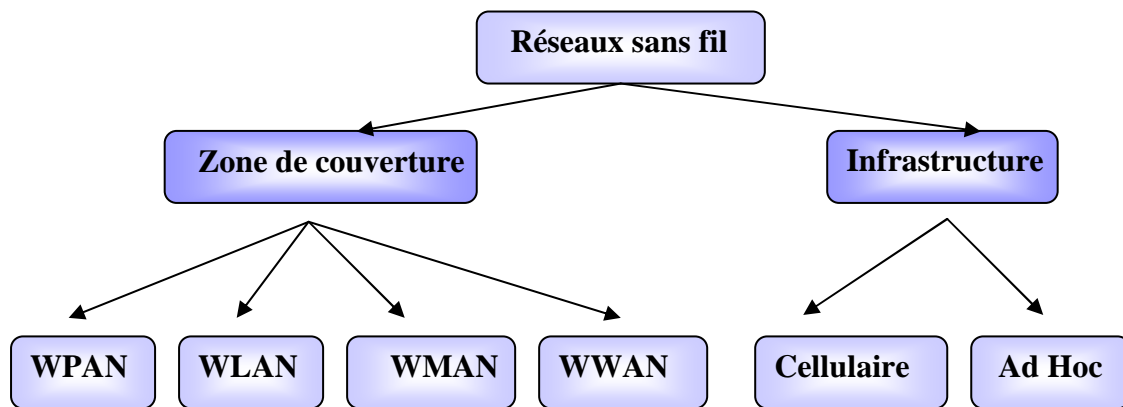 Réseaux sans fil
Zone de couverture
Infrastructure
WPAN
WLAN
WMAN
WWAN
Cellulaire
Ad Hoc